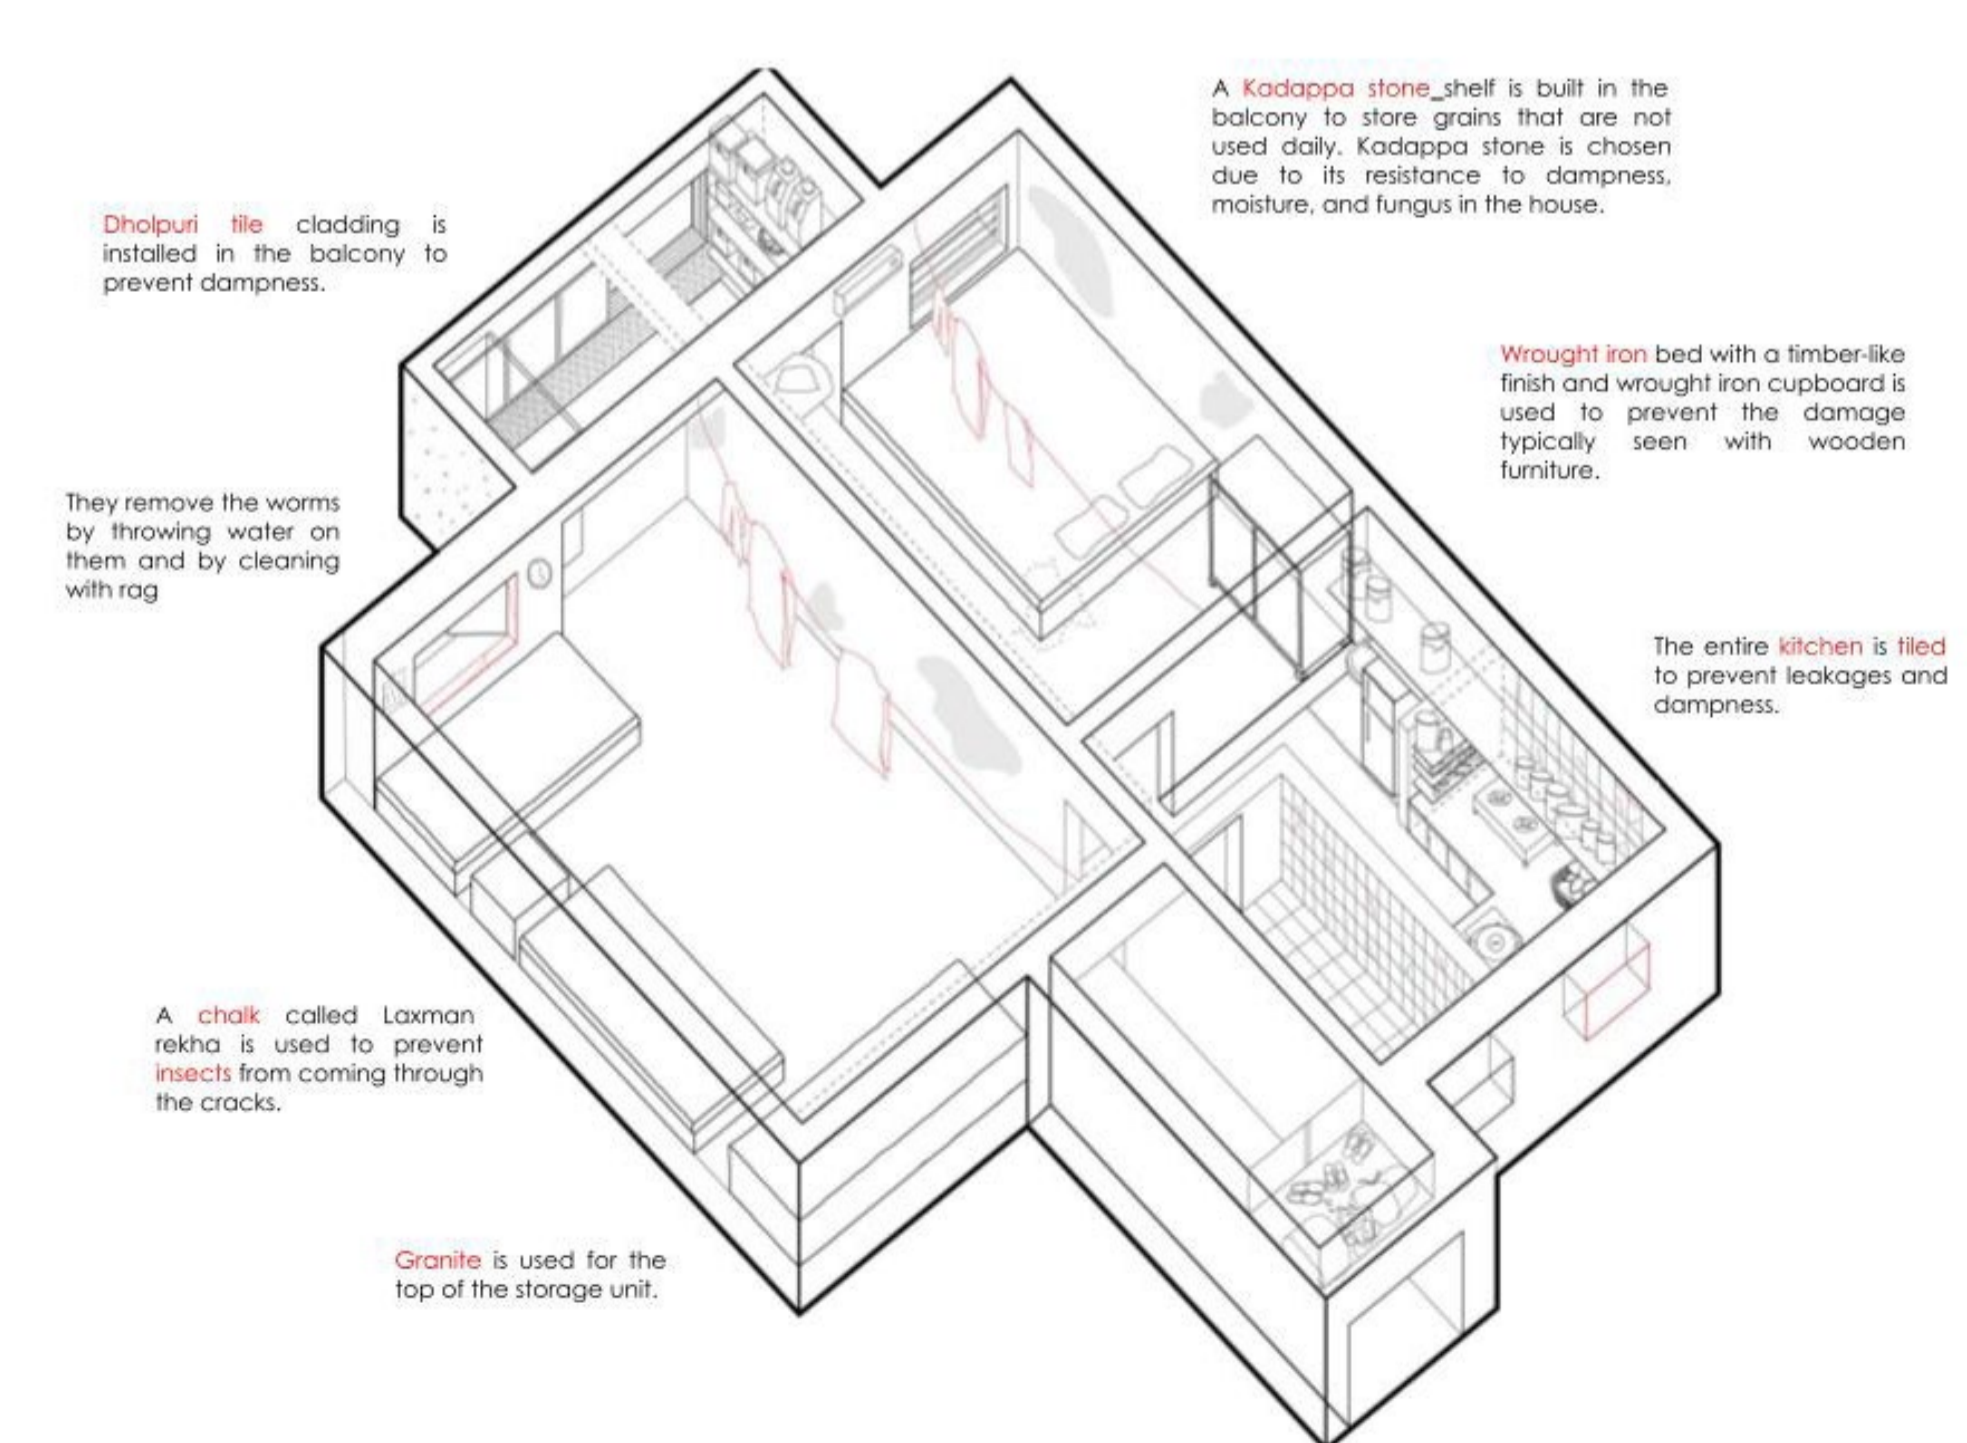 A Kadappa stone_shelf is built in the
balcony to store grains that are not
used daily. Kadappa stone is chosen
due to its resistance to dampness,
moisture, and fungus in the house.
Dholpuri tile cladding is
installed in the balcony to
prevent dampness.
Wrought iron bed with a timber-like
finish and wrought iron cupboard is
used to prevent the damage
typically seen with wooden
furniture.
They remove the worms
by throwing water on
them and by cleaning
with rag
The entire kitchen is tiled
to prevent leakages and
dampness.
A chalk called Laxman
rekha is used to prevent
insects from coming through
the cracks.
Granite is used for the
top of the storage unit.